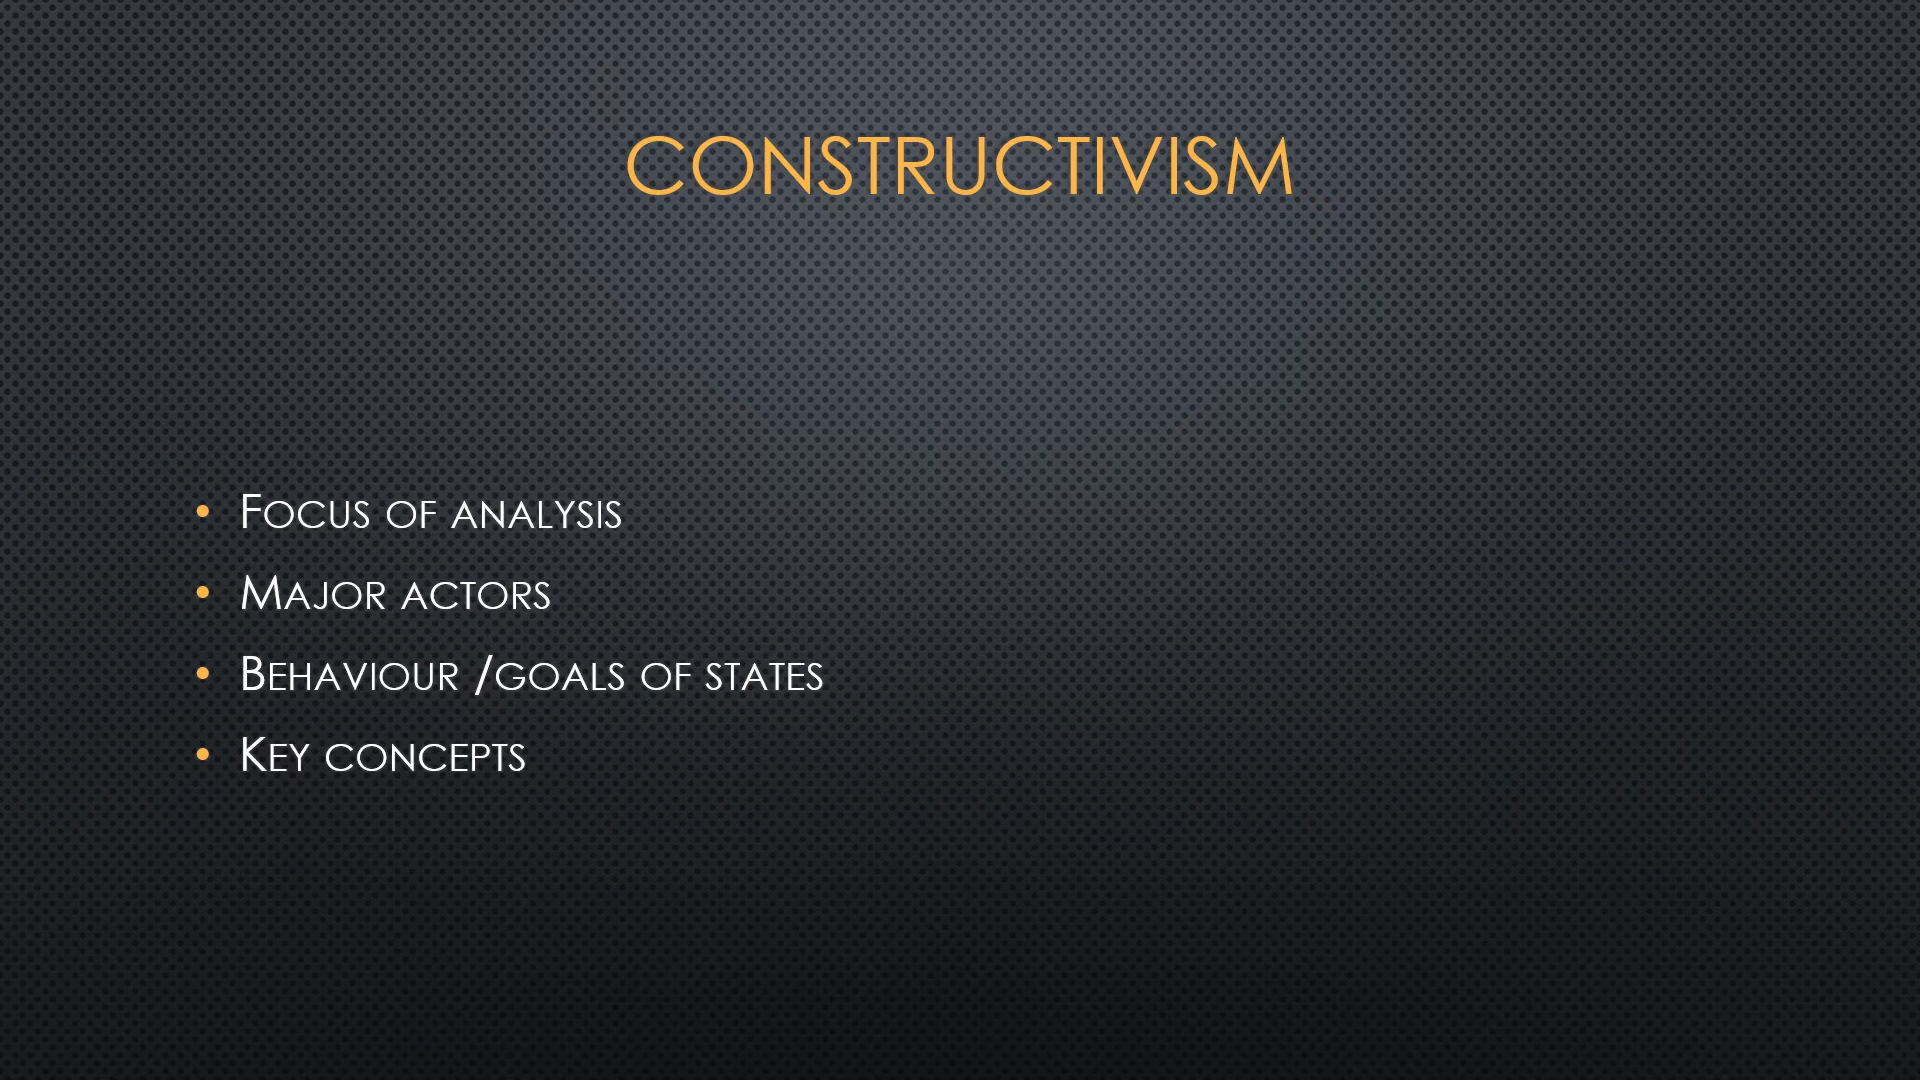 CONSTRUCTIVISM
• FOCUS OF ANALYSIS
• MAJOR ACTORS
• BEHAVIOUR /GOALS OF STATES
• KEY CONCEPTS